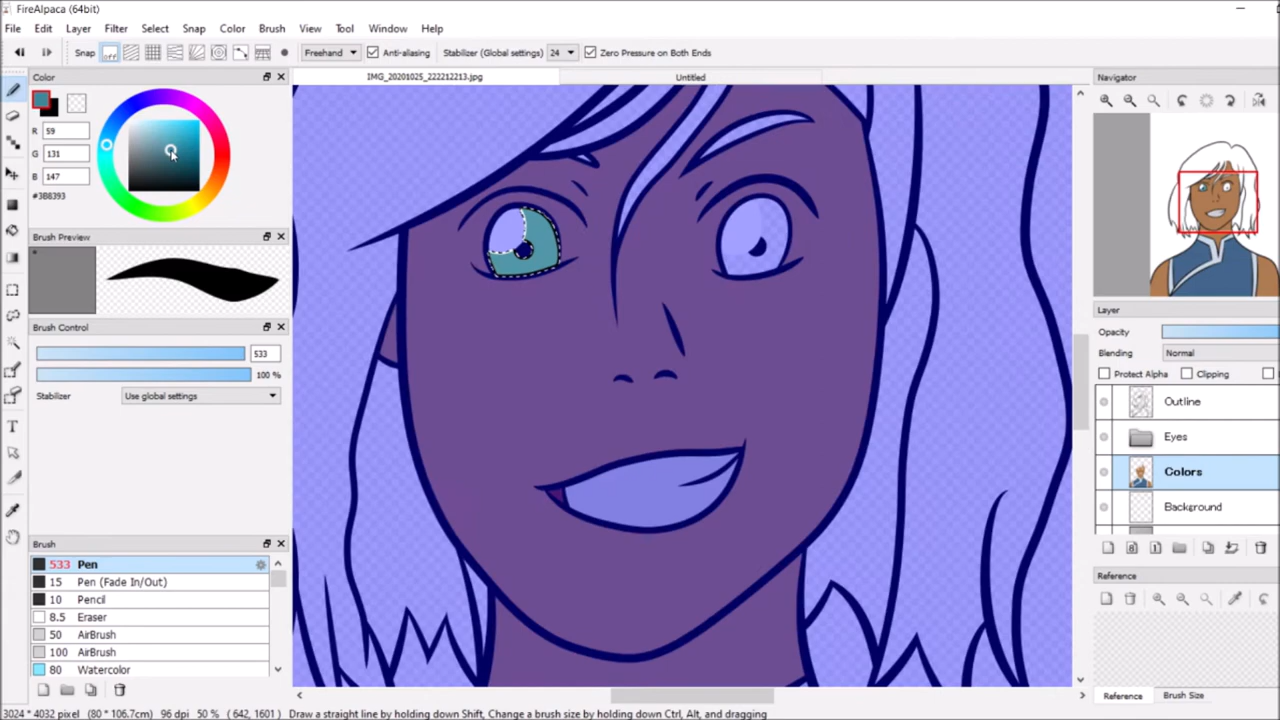 FireAlpaca (64bit)
File Edit Layer Filter Select Snap Color Brush View Tool Window Help
Snap off Freehand Anti-aliasing Stabilizer (Global settings) 24 Zero Pressure on Both Ends
Color
IMG_20201025_222212213.jpg Untitled
Navigator
R 59
G 131
B 147
#3B8393
Brush Preview
Brush Control
533
100 %
Stabilizer Use global settings
Layer
Opacity
Blending Normal
Protect Alpha Clipping
Outline
Eyes
Colors
Background
Brush
533 Pen
15 Pen (Fade In/Out)
10 Pencil
8.5 Eraser
50 AirBrush
100 AirBrush
80 Watercolor
Reference
Reference Brush Size
3024 * 4032 pixel (80 * 106.7cm) 96 dpi 50 % ( 642, 1601 ) Draw a straight line by holding down Shift, Change a brush size by holding down Ctrl, Alt, and dragging